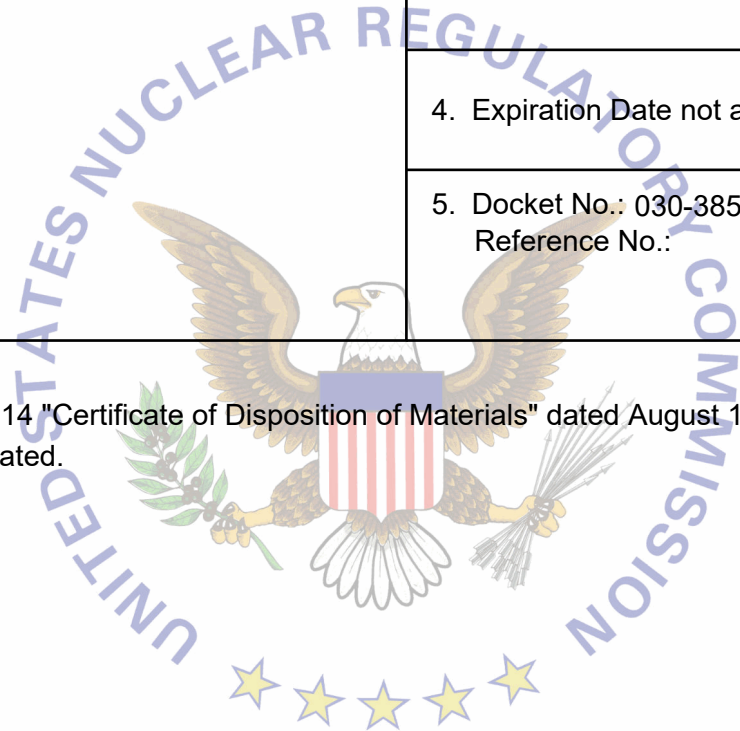 UNITED STATES NUCLEAR REGULATORY COMMISSION
4. Expiration Date not a
5. Docket No.: 030-385
Reference No.:
14 "Certificate of Disposition of Materials" dated August 1
ated.